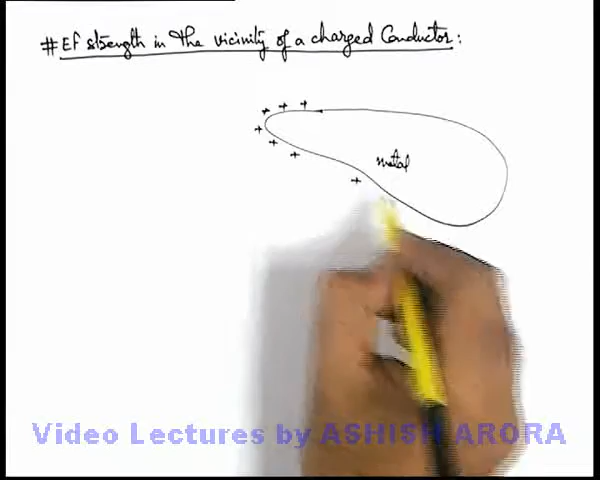 # EF strength in the vicinity of a charged Conductor:
+ + +
+
+
+
metal
+
Video Lectures by ASHISH ARORA